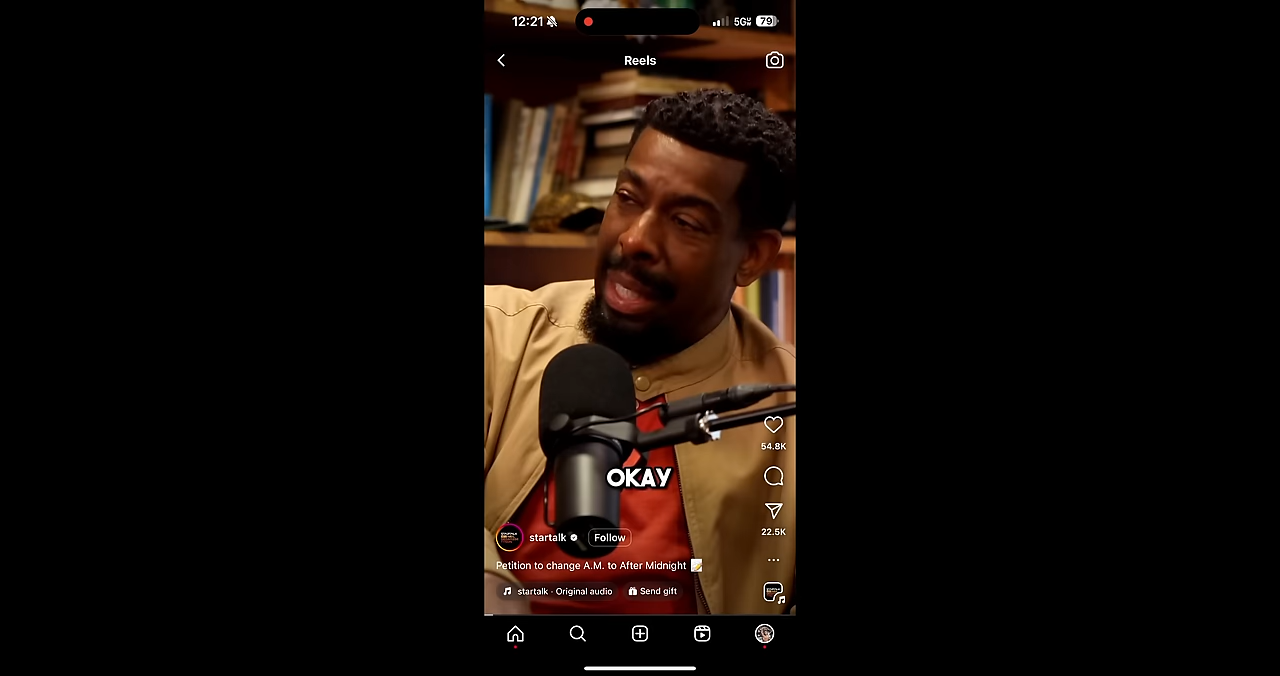 12:21
5G
79
Reels
54.8K
OKAY
22.5K
startalk
Follow
Petition to change A.M. to After Midnight
startalk · Original audio
Send gift